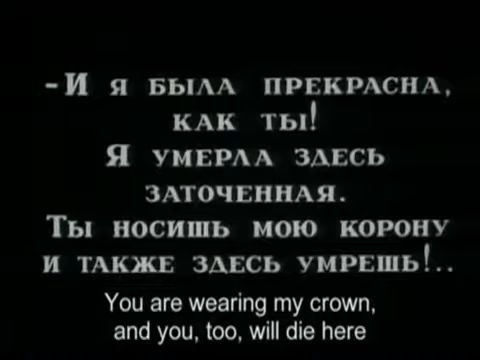 -И я БЫЛА ПРЕКРАСНА,
КАК ТЫ!
Я УМЕРЛА ЗДЕСЬ
ЗАТОЧЕННАЯ.
ТЫ НОСИШЬ МОЮ КОРОНУ
И ТАКЖЕ ЗДЕСЬ УМРЕШЬ!..
You are wearing my crown,
and you, too, will die here